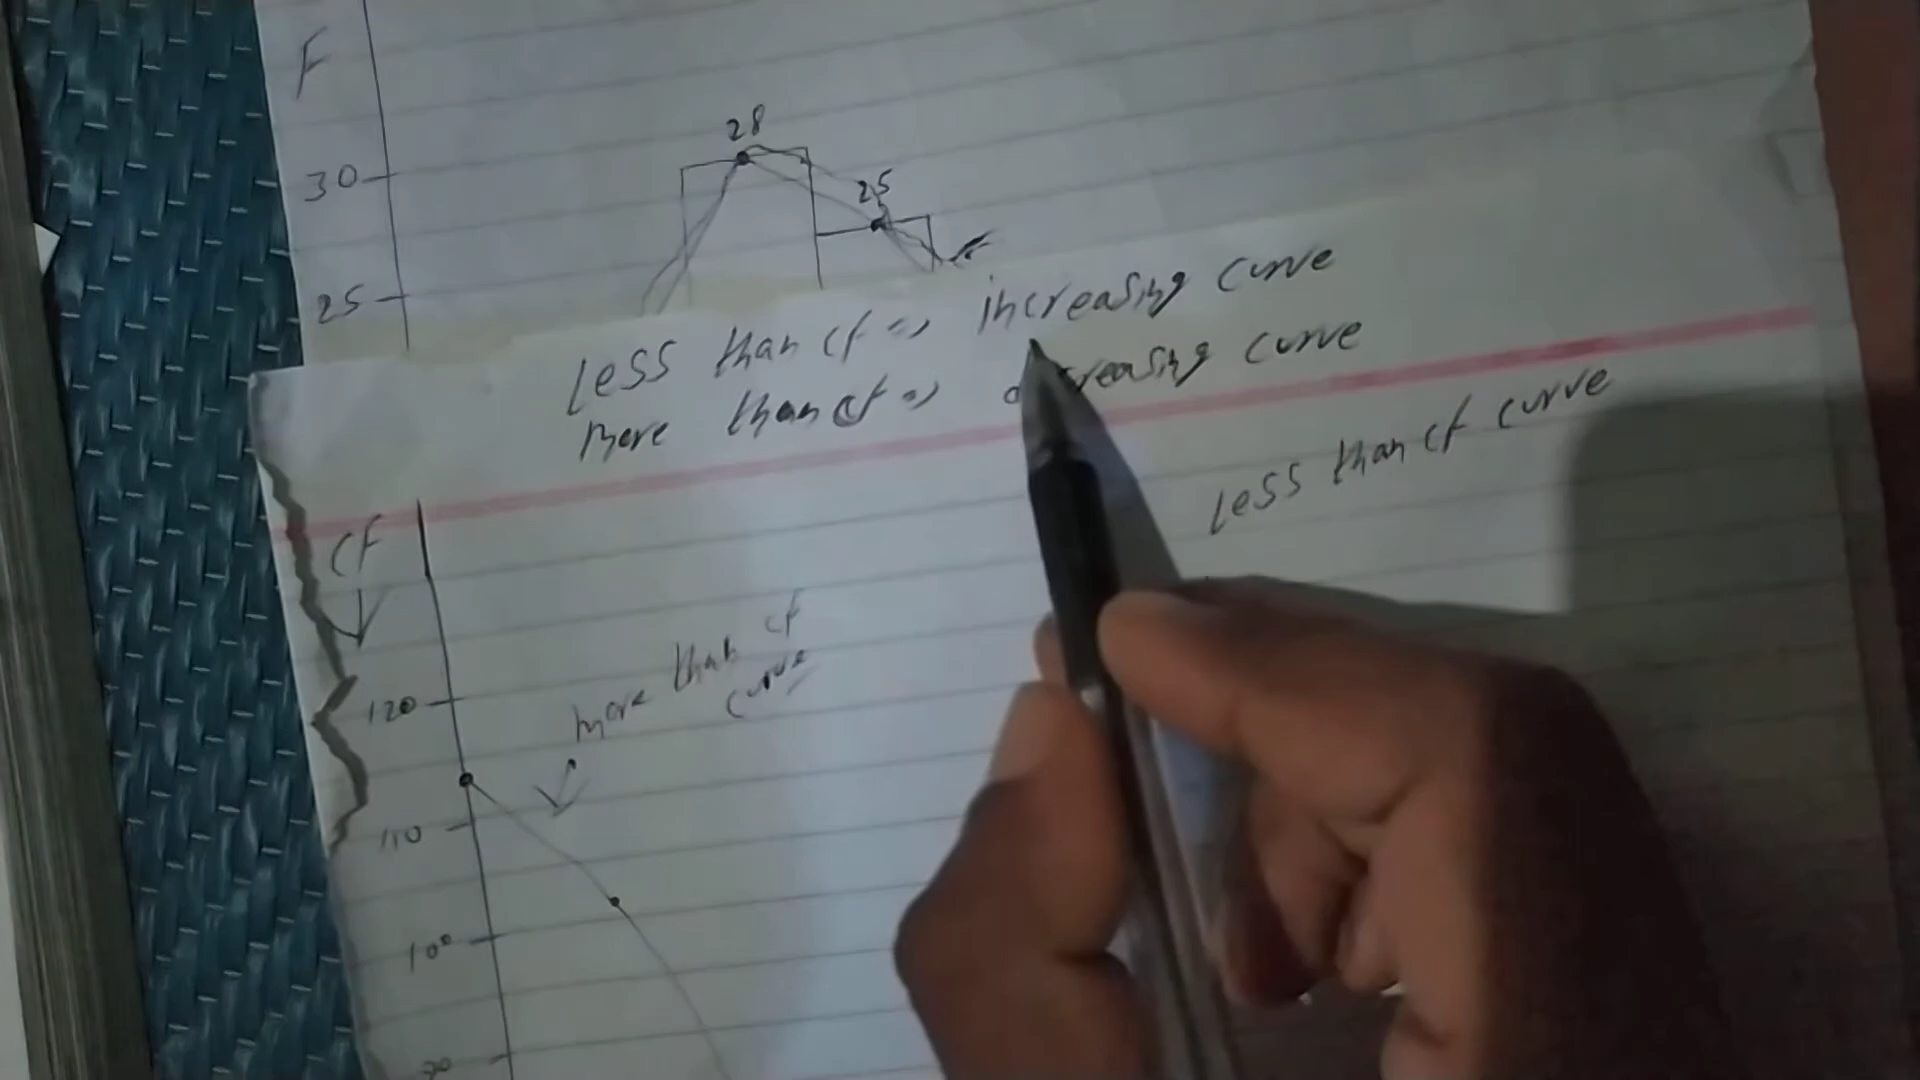 F
28
30
25
25
less than cf => increasing curve
more than cf => decreasing curve
less than cf curve
CF
more than cf
curve
120
110
100
90